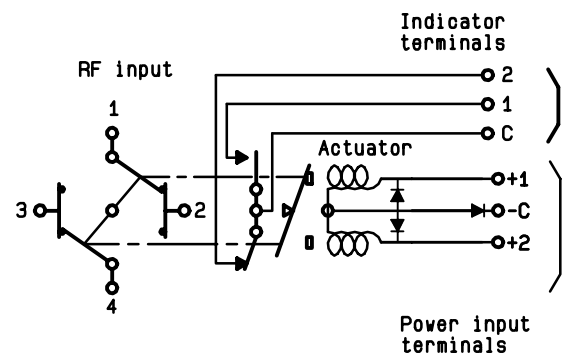 Indicator
terminals
RF input
2
1
1
C
Actuator
+1
3
2
-C
+2
4
Power input
terminals